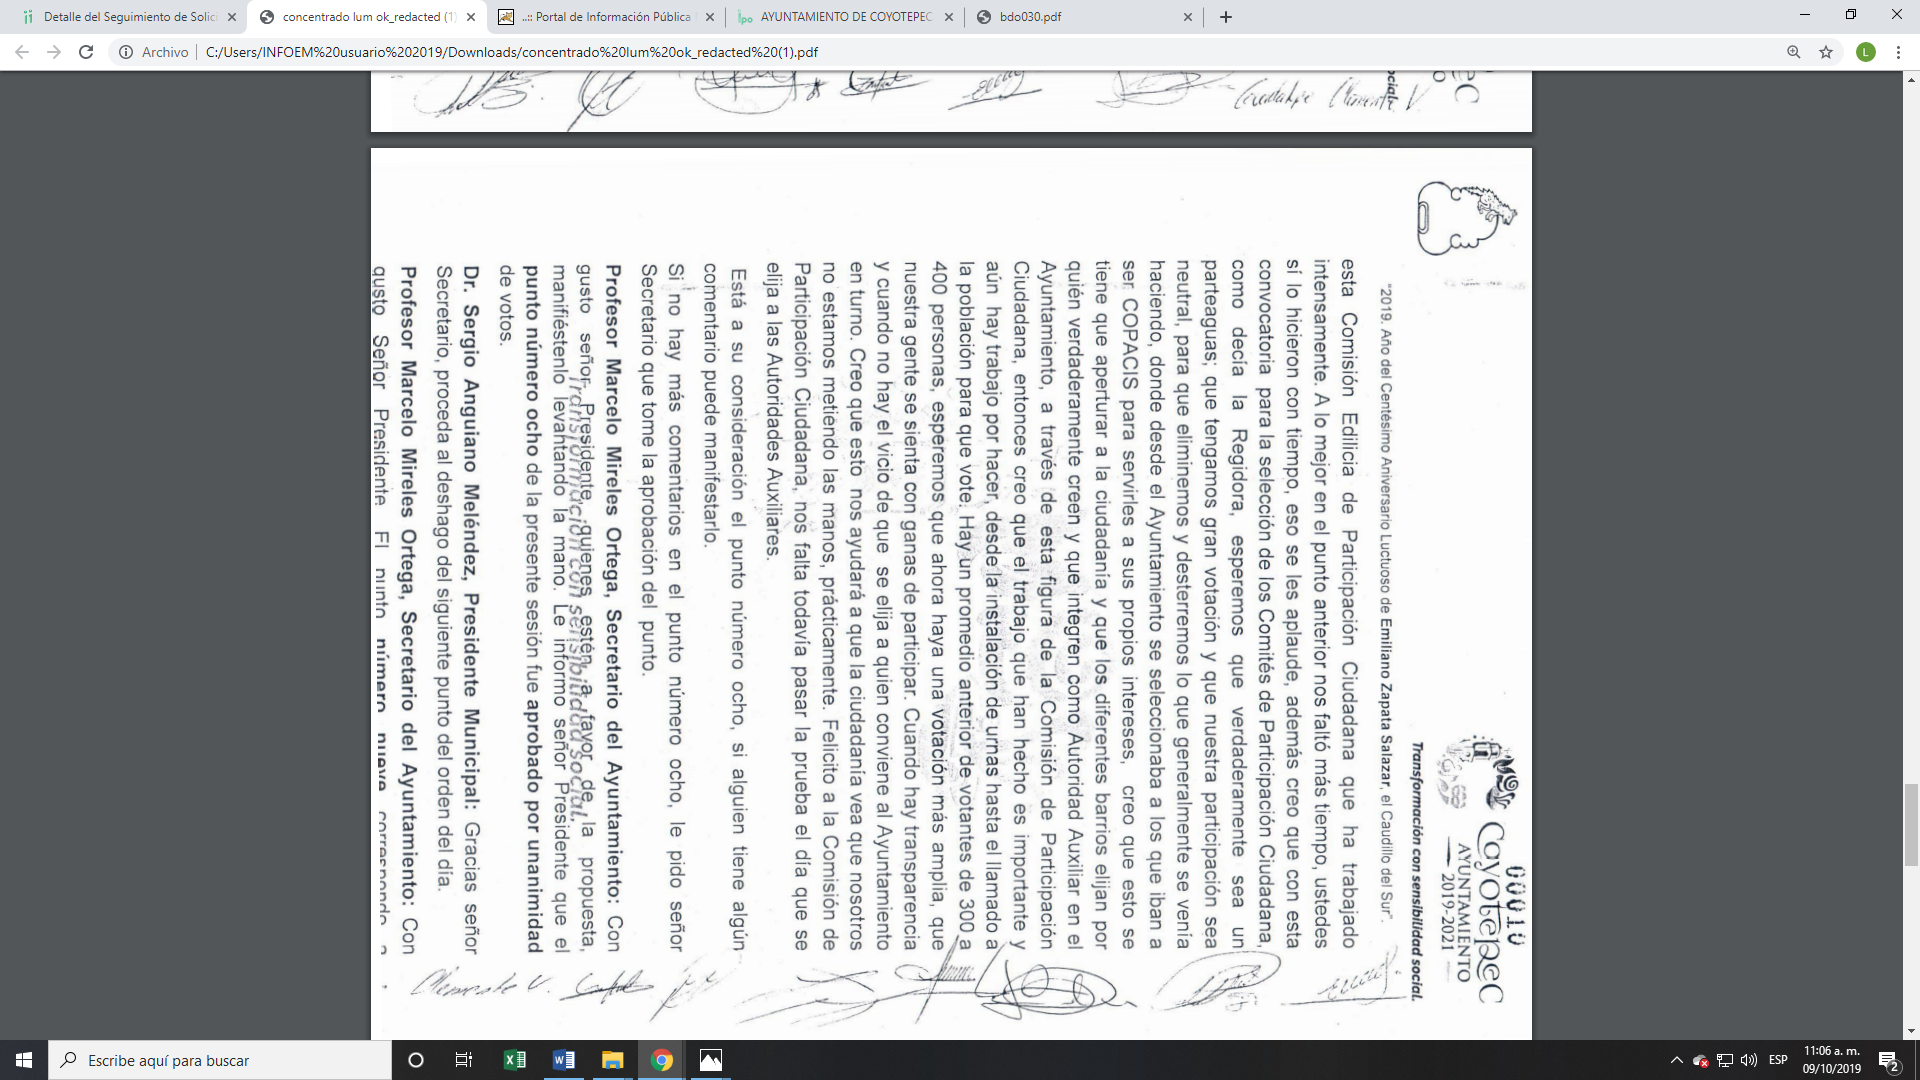 Detalle del Seguimiento de Solici
concentrado lum ok_redacted (1)
..:: Portal de Información Pública
AYUNTAMIENTO DE COYOTEPEC
bdo030.pdf
Archivo
C:/Users/INFOEM%20usuario%202019/Downloads/concentrado%20lum%20ok_redacted%20(1).pdf
L
Clemente V.
00010
Coyotepec
AYUNTAMIENTO
2019-2021
Transformación con sensibilidad social.
"2019. Año del Centésimo Aniversario Luctuoso de Emiliano Zapata Salazar, el Caudillo del Sur".
esta Comisión Edilicia de Participación Ciudadana que ha trabajado
intensamente. A lo mejor en el punto anterior nos faltó más tiempo, ustedes
sí lo hicieron con tiempo, eso se les aplaude, además creo que con esta
convocatoria para la selección de los Comités de Participación Ciudadana,
como decía la Regidora, esperemos que verdaderamente sea un
parteaguas; que tengamos gran votación y que nuestra participación sea
neutral, para que eliminemos y desterremos lo que generalmente se venía
haciendo, donde desde el Ayuntamiento se seleccionaba a los que iban a
ser COPACIS para servirles a sus propios intereses, creo que esto se
tiene que aperturar a la ciudadanía y que los diferentes barrios elijan por
quién verdaderamente creen y que integren como Autoridad Auxiliar en el
Ayuntamiento, a través de esta figura de la Comisión de Participación
Ciudadana, entonces creo que el trabajo que han hecho es importante y
aún hay trabajo por hacer, desde la instalación de urnas hasta el llamado a
la población para que vote. Hay un promedio anterior de votantes de 300 a
400 personas, esperemos que ahora haya una votación más amplia, que
nuestra gente se sienta con ganas de participar. Cuando hay transparencia
y cuando no hay el vicio de que se elija a quien conviene al Ayuntamiento
en turno. Creo que esto nos ayudará a que la ciudadanía vea que nosotros
no estamos metiendo las manos, prácticamente. Felicito a la Comisión de
Participación Ciudadana, nos falta todavía pasar la prueba el día que se
elija a las Autoridades Auxiliares.
Está a su consideración el punto número ocho, si alguien tiene algún
comentario puede manifestarlo.
Si no hay más comentarios en el punto número ocho, le pido señor
Secretario que tome la aprobación del punto.
Profesor Marcelo Mireles Ortega, Secretario del Ayuntamiento: Con
gusto señor Presidente, quienes estén a favor de la propuesta,
Transformación con sensibilidad social.
manifiéstenlo levantando la mano. Le informo señor Presidente que el
punto número ocho de la presente sesión fue aprobado por unanimidad
de votos.
Dr. Sergio Anguiano Meléndez, Presidente Municipal: Gracias señor
Secretario, proceda al deshago del siguiente punto del orden del día.
Profesor Marcelo Mireles Ortega, Secretario del Ayuntamiento: Con
gusto Señor Presidente. El punto número nueve corresponde a
Clemente V.
Escribe aquí para buscar
ESP
11:06 a. m.
09/10/2019
2